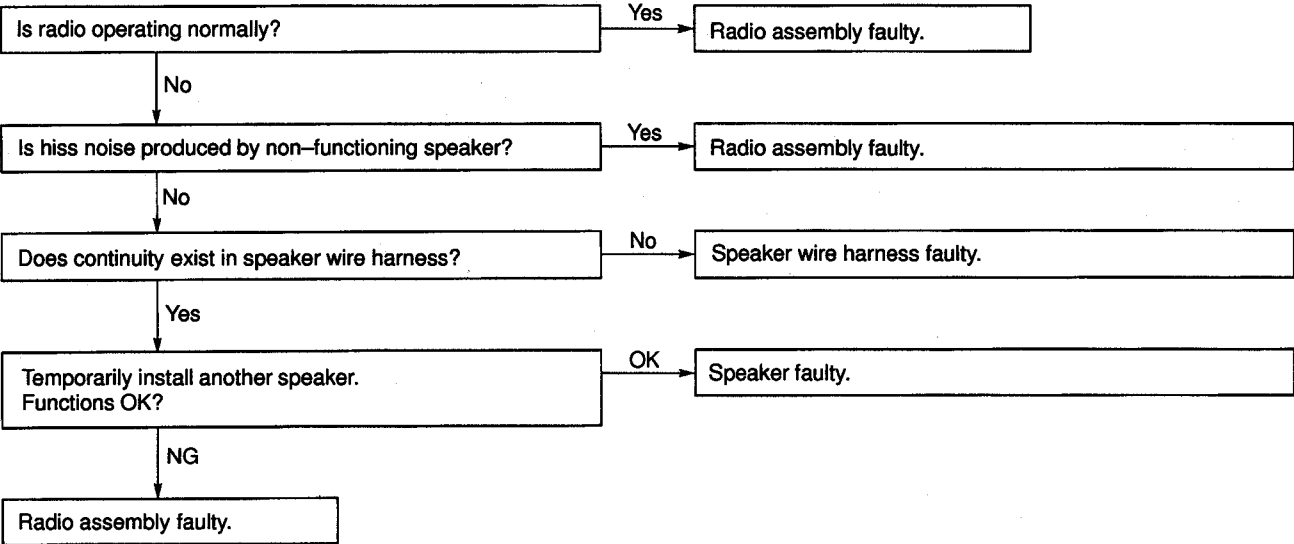 Is radio operating normally?
Yes
Radio assembly faulty.
No
Is hiss noise produced by non–functioning speaker?
Yes
Radio assembly faulty.
No
Does continuity exist in speaker wire harness?
No
Speaker wire harness faulty.
Yes
Temporarily install another speaker.
Functions OK?
OK
Speaker faulty.
NG
Radio assembly faulty.